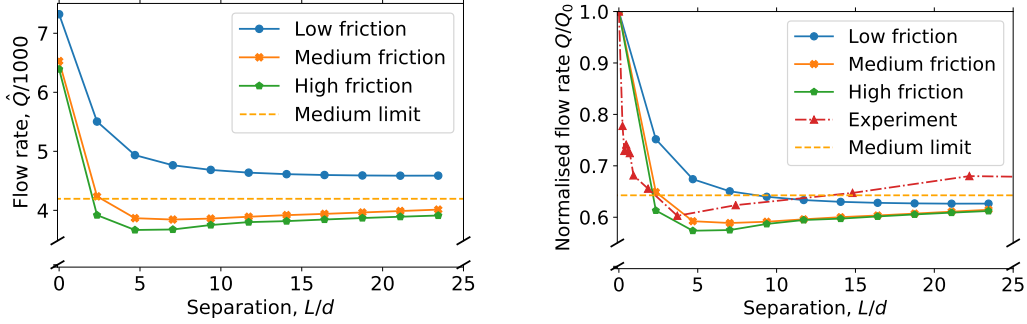 Flow rate, Q̂/1000
7
6
5
4
0
5
10
15
20
25
Separation, L/d
Low friction
Medium friction
High friction
Medium limit
Normalised flow rate Q/Q₀
1.0
0.9
0.8
0.7
0.6
0
5
10
15
20
25
Separation, L/d
Low friction
Medium friction
High friction
Experiment
Medium limit